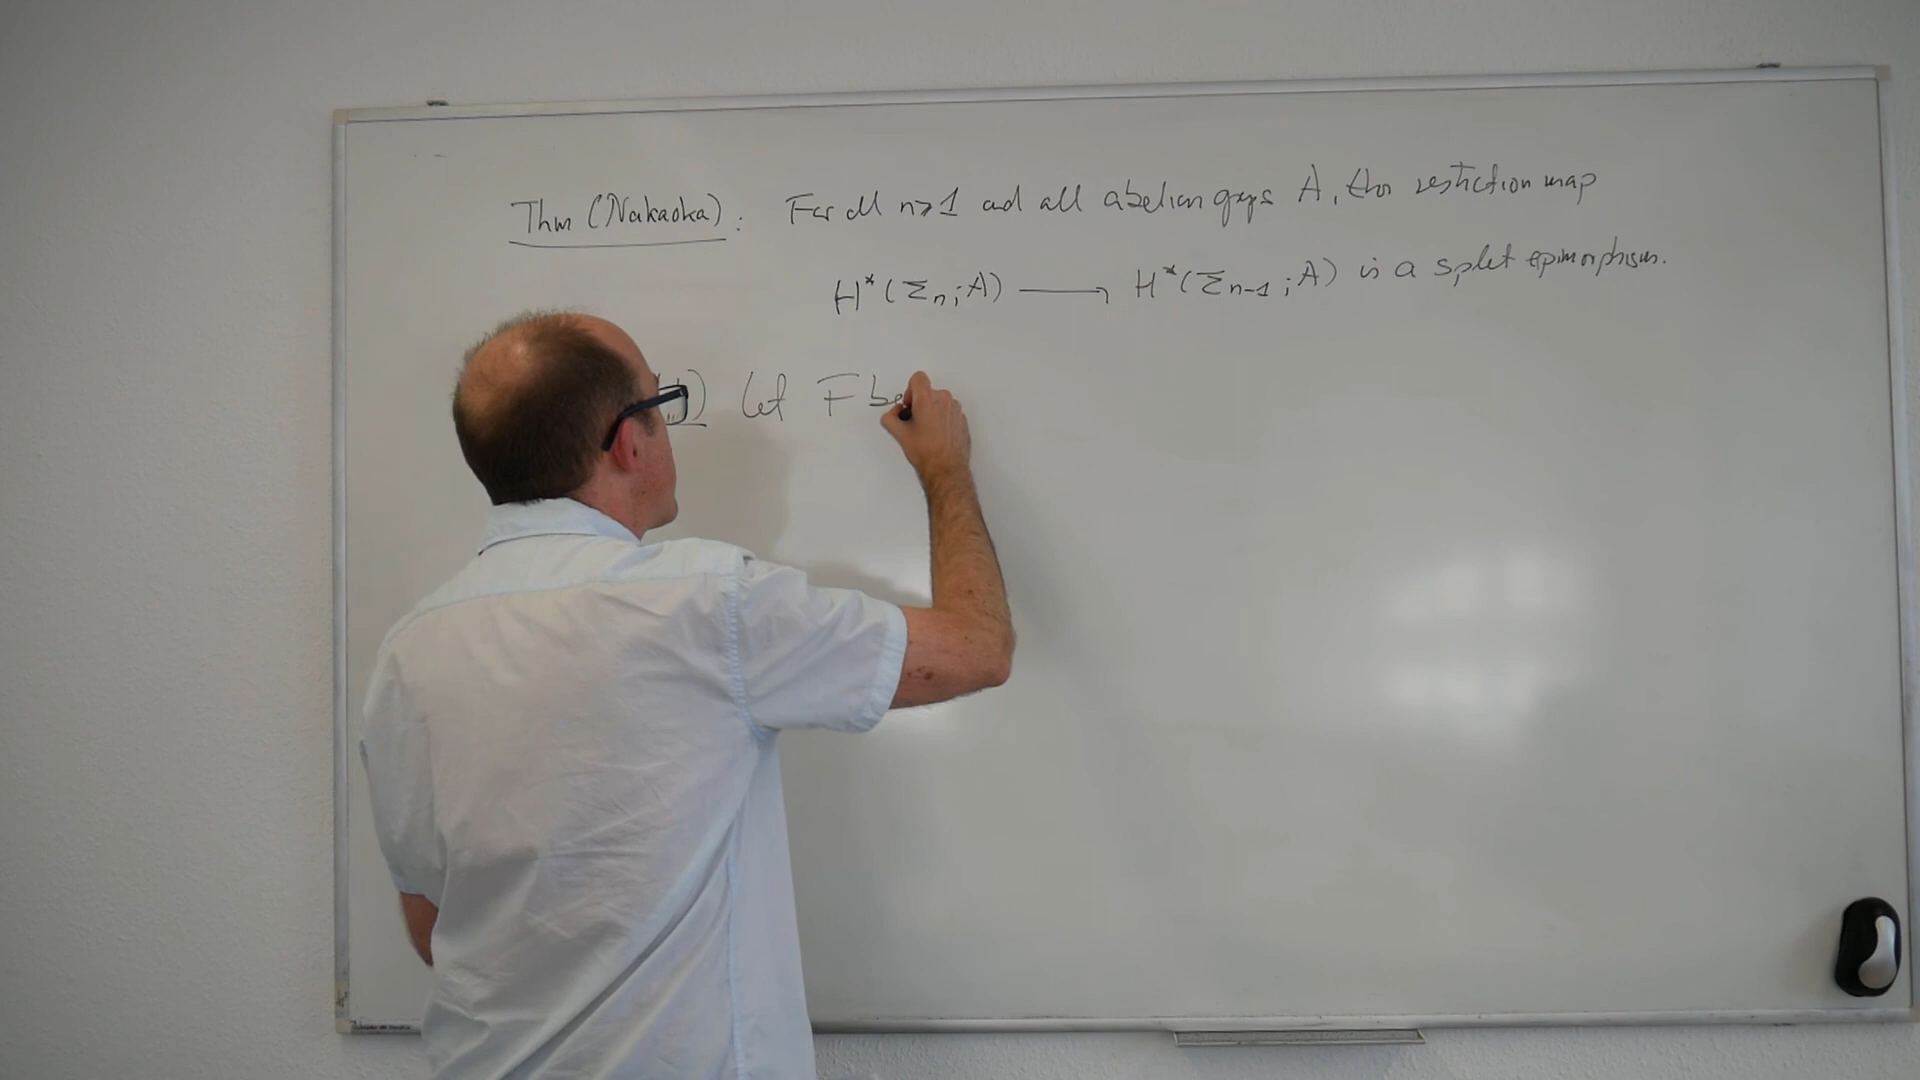 Thm (Nakaoka): For all n≥1 and all abelian grps A, the restriction map
H*(Σn; A) ⟶ H*(Σn-1; A) is a split epimorphism.
) Let F be